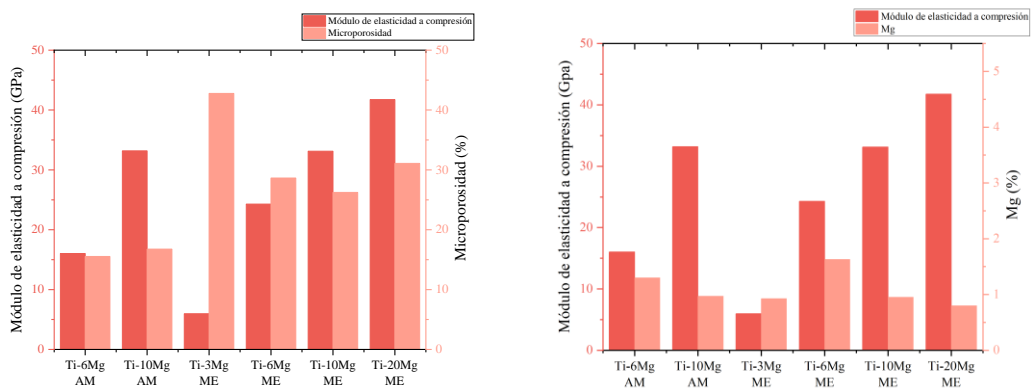 Módulo de elasticidad a compresión
Microporosidad
50
40
30
20
10
0
Módulo de elasticidad a compresión (GPa)
50
40
30
20
10
0
Microporosidad (%)
Ti-6Mg Ti-10Mg Ti-3Mg Ti-6Mg Ti-10Mg Ti-20Mg
AM AM ME ME ME ME
Módulo de elasticidad a compresión
Mg
50
40
30
20
10
0
Módulo de elasticidad a compresión (Gpa)
5
4
3
2
1
0
Mg (%)
Ti-6Mg Ti-10Mg Ti-3Mg Ti-6Mg Ti-10Mg Ti-20Mg
AM AM ME ME ME ME